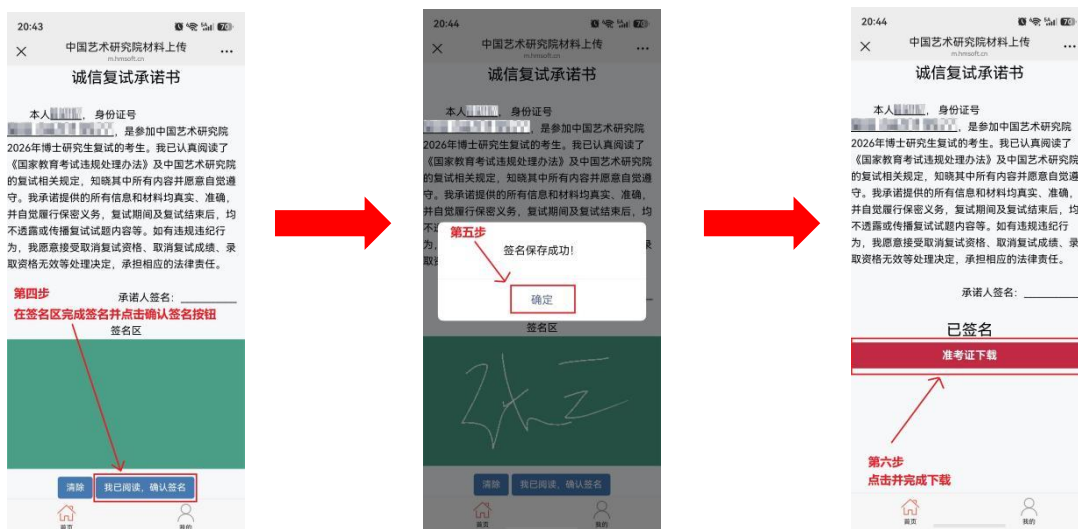 20:43
70
中国艺术研究院材料上传
m.hmsoft.cn
诚信复试承诺书
本人 ，身份证号
，是参加中国艺术研究院
2026年博士研究生复试的考生。我已认真阅读了
《国家教育考试违规处理办法》及中国艺术研究院
的复试相关规定，知晓其中所有内容并愿意自觉遵
守。我承诺提供的所有信息和材料均真实、准确，
并自觉履行保密义务，复试期间及复试结束后，均
不透露或传播复试试题内容等。如有违规违纪行
为，我愿意接受取消复试资格、取消复试成绩、录
取资格无效等处理决定，承担相应的法律责任。
第四步
承诺人签名：
在签名区完成签名并点击确认签名按钮
签名区
清除
我已阅读，确认签名
首页
我的
20:44
70
中国艺术研究院材料上传
m.hmsoft.cn
诚信复试承诺书
本人 ，身份证号
，是参加中国艺术研究院
2026年博士研究生复试的考生。我已认真阅读了
《国家教育考试违规处理办法》及中国艺术研究院
的复试相关规定，知晓其中所有内容并愿意自觉遵
守。我承诺提供的所有信息和材料均真实、准确，
并自觉履行保密义务，复试期间及复试结束后，均
不
为，
取
第五步
签名保存成功！
确定
签名区
张三
清除
我已阅读，确认签名
首页
我的
20:44
70
中国艺术研究院材料上传
m.hmsoft.cn
诚信复试承诺书
本人 ，身份证号
，是参加中国艺术研究院
2026年博士研究生复试的考生。我已认真阅读了
《国家教育考试违规处理办法》及中国艺术研究院
的复试相关规定，知晓其中所有内容并愿意自觉遵
守。我承诺提供的所有信息和材料均真实、准确，
并自觉履行保密义务，复试期间及复试结束后，均
不透露或传播复试试题内容等。如有违规违纪行
为，我愿意接受取消复试资格、取消复试成绩、录
取资格无效等处理决定，承担相应的法律责任。
承诺人签名：
已签名
准考证下载
第六步
点击并完成下载
首页
我的